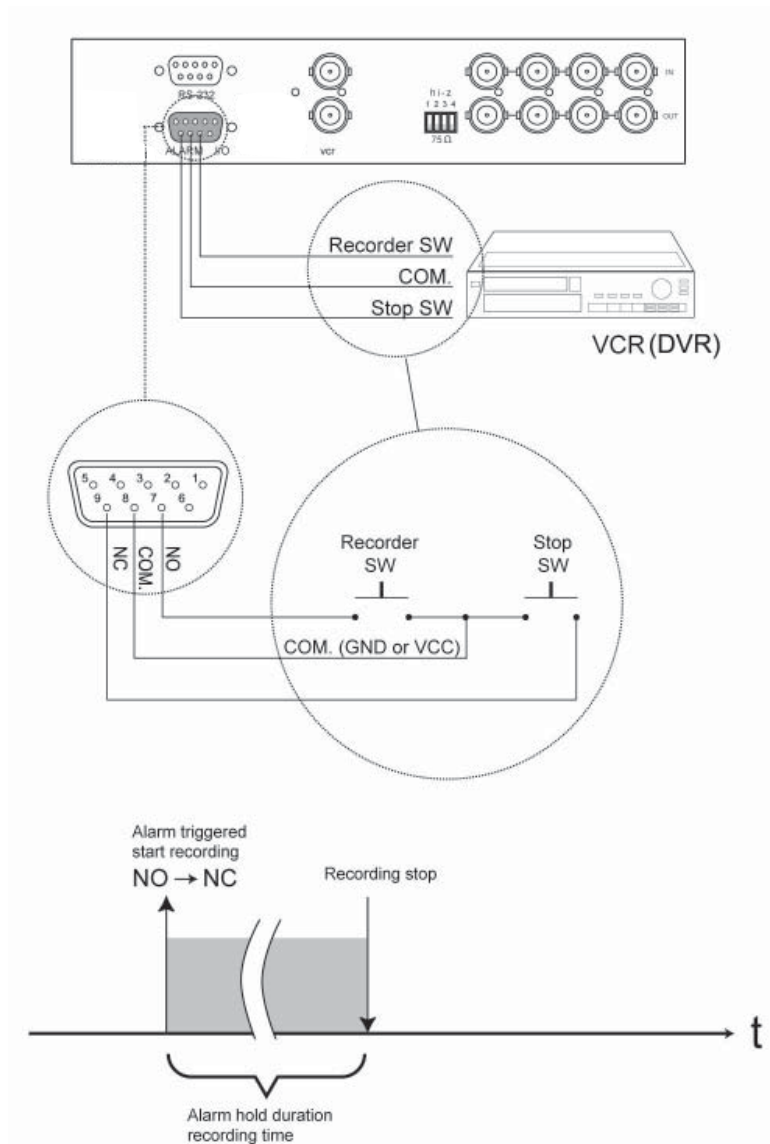 RS-232
ALARM I/O
vcr
hi-z
1 2 3 4
75Ω
IN
OUT
Recorder SW
COM.
Stop SW
VCR (DVR)
5 4 3 2 1
9 8 7 6
NC
COM.
NO
Recorder
SW
Stop
SW
COM. (GND or VCC)
Alarm triggered
start recording
NO → NC
Recording stop
t
Alarm hold duration
recording time